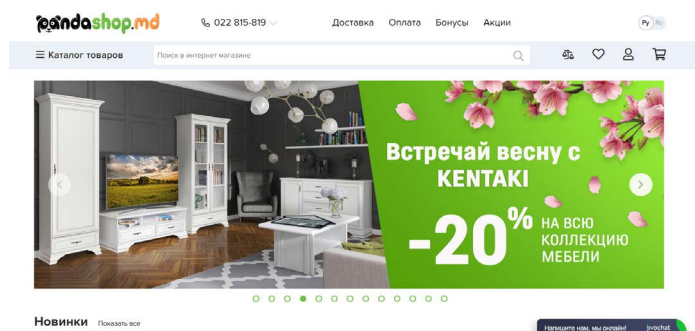 pandashop.md
022 815-819
Доставка Оплата Бонусы Акции
Ру Ro
Каталог товаров
Поиск в интернет магазине
Встречай весну с
KENTAKI
-20%
НА ВСЮ
КОЛЛЕКЦИЮ
МЕБЕЛИ
Новинки Показать все
Напишите нам, мы онлайн! jivochat